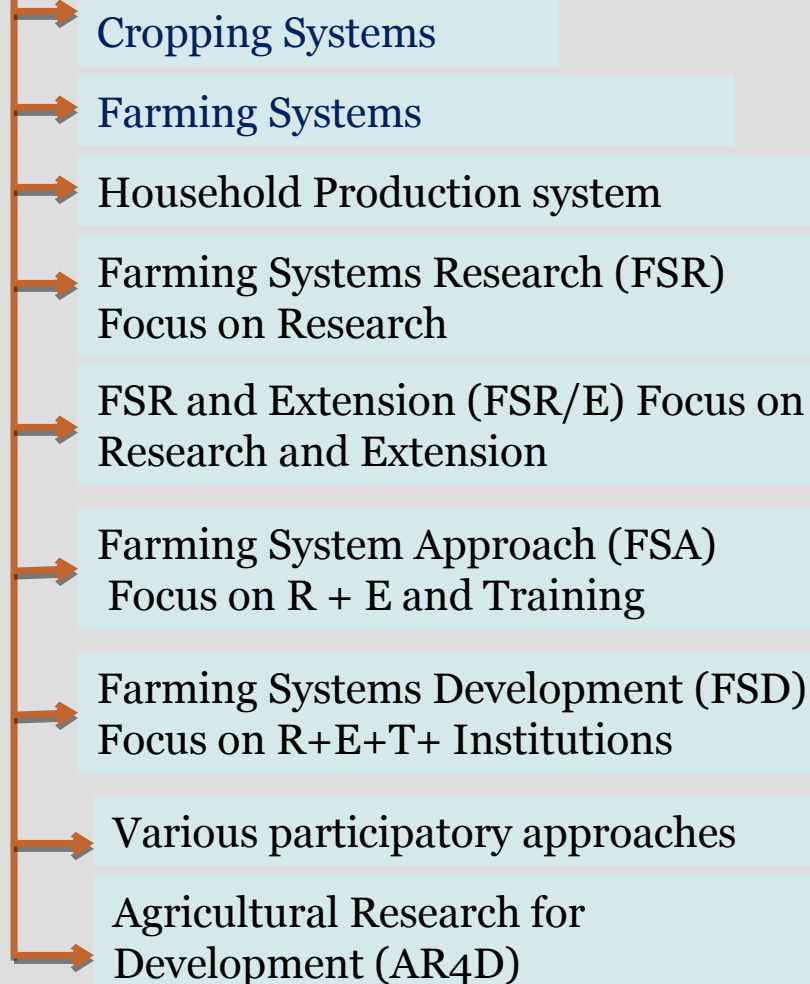 Cropping Systems
Farming Systems
Household Production system
Farming Systems Research (FSR)
Focus on Research
FSR and Extension (FSR/E) Focus on
Research and Extension
Farming System Approach (FSA)
Focus on R + E and Training
Farming Systems Development (FSD)
Focus on R+E+T+ Institutions
Various participatory approaches
Agricultural Research for
Development (AR4D)